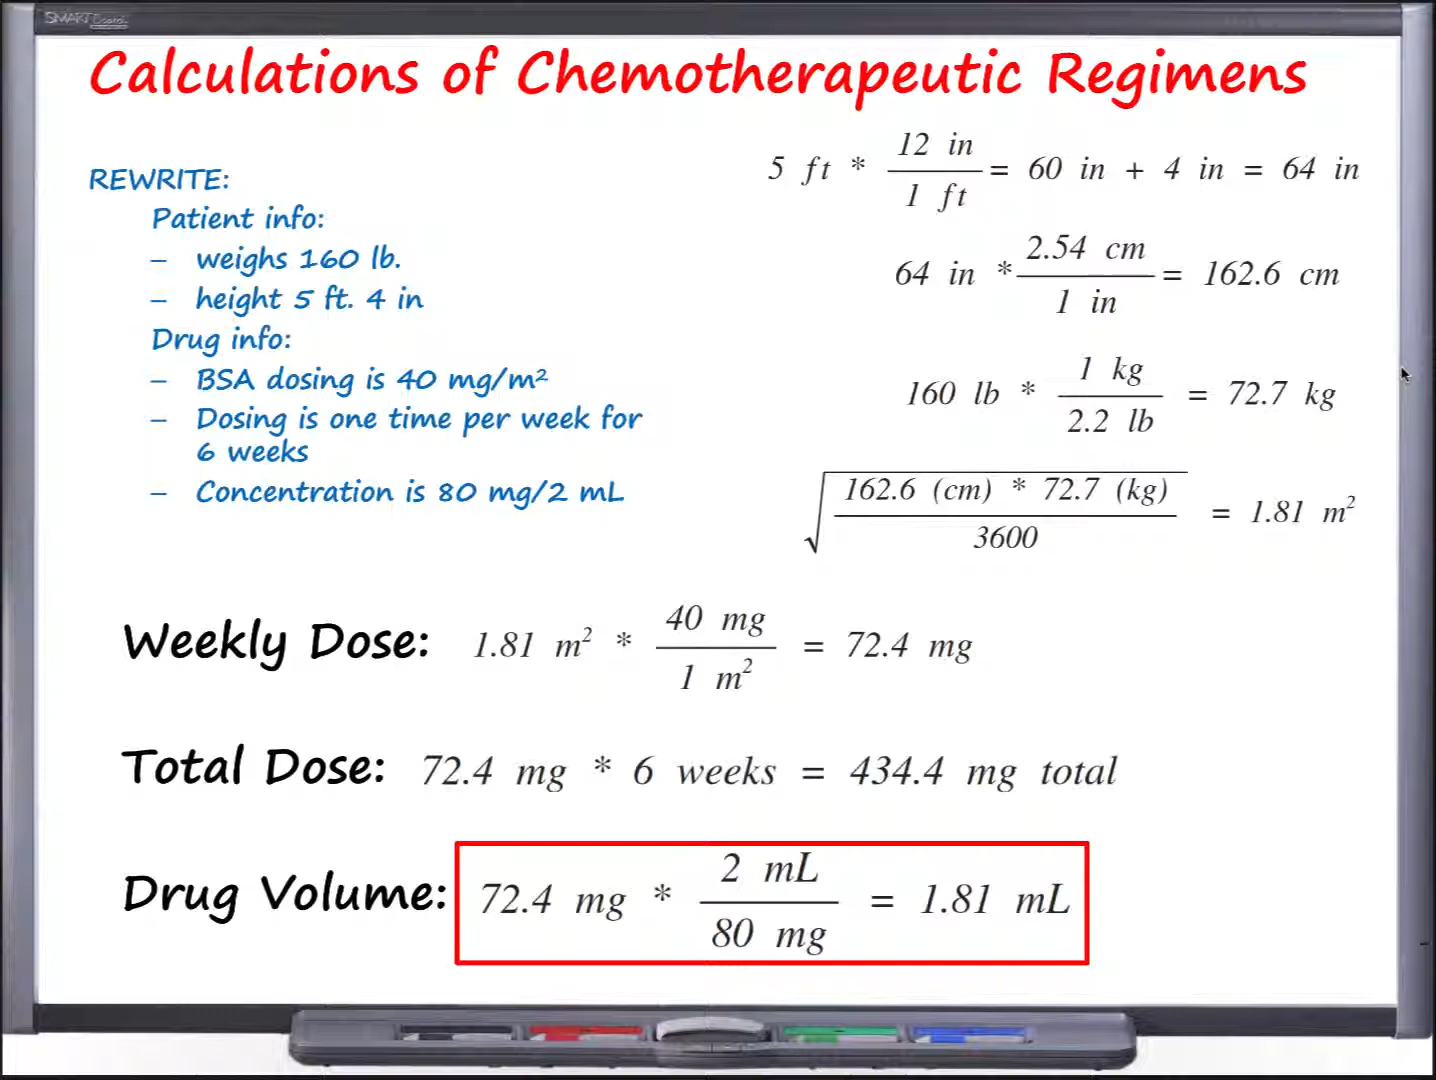 SMART Board
Calculations of Chemotherapeutic Regimens
REWRITE:
Patient info:
– weighs 160 lb.
– height 5 ft. 4 in
Drug info:
– BSA dosing is 40 mg/m²
– Dosing is one time per week for
6 weeks
– Concentration is 80 mg/2 mL
5 ft * 12 in / 1 ft = 60 in + 4 in = 64 in
64 in * 2.54 cm / 1 in = 162.6 cm
160 lb * 1 kg / 2.2 lb = 72.7 kg
√(162.6 (cm) * 72.7 (kg) / 3600) = 1.81 m²
Weekly Dose: 1.81 m² * 40 mg / 1 m² = 72.4 mg
Total Dose: 72.4 mg * 6 weeks = 434.4 mg total
Drug Volume: 72.4 mg * 2 mL / 80 mg = 1.81 mL